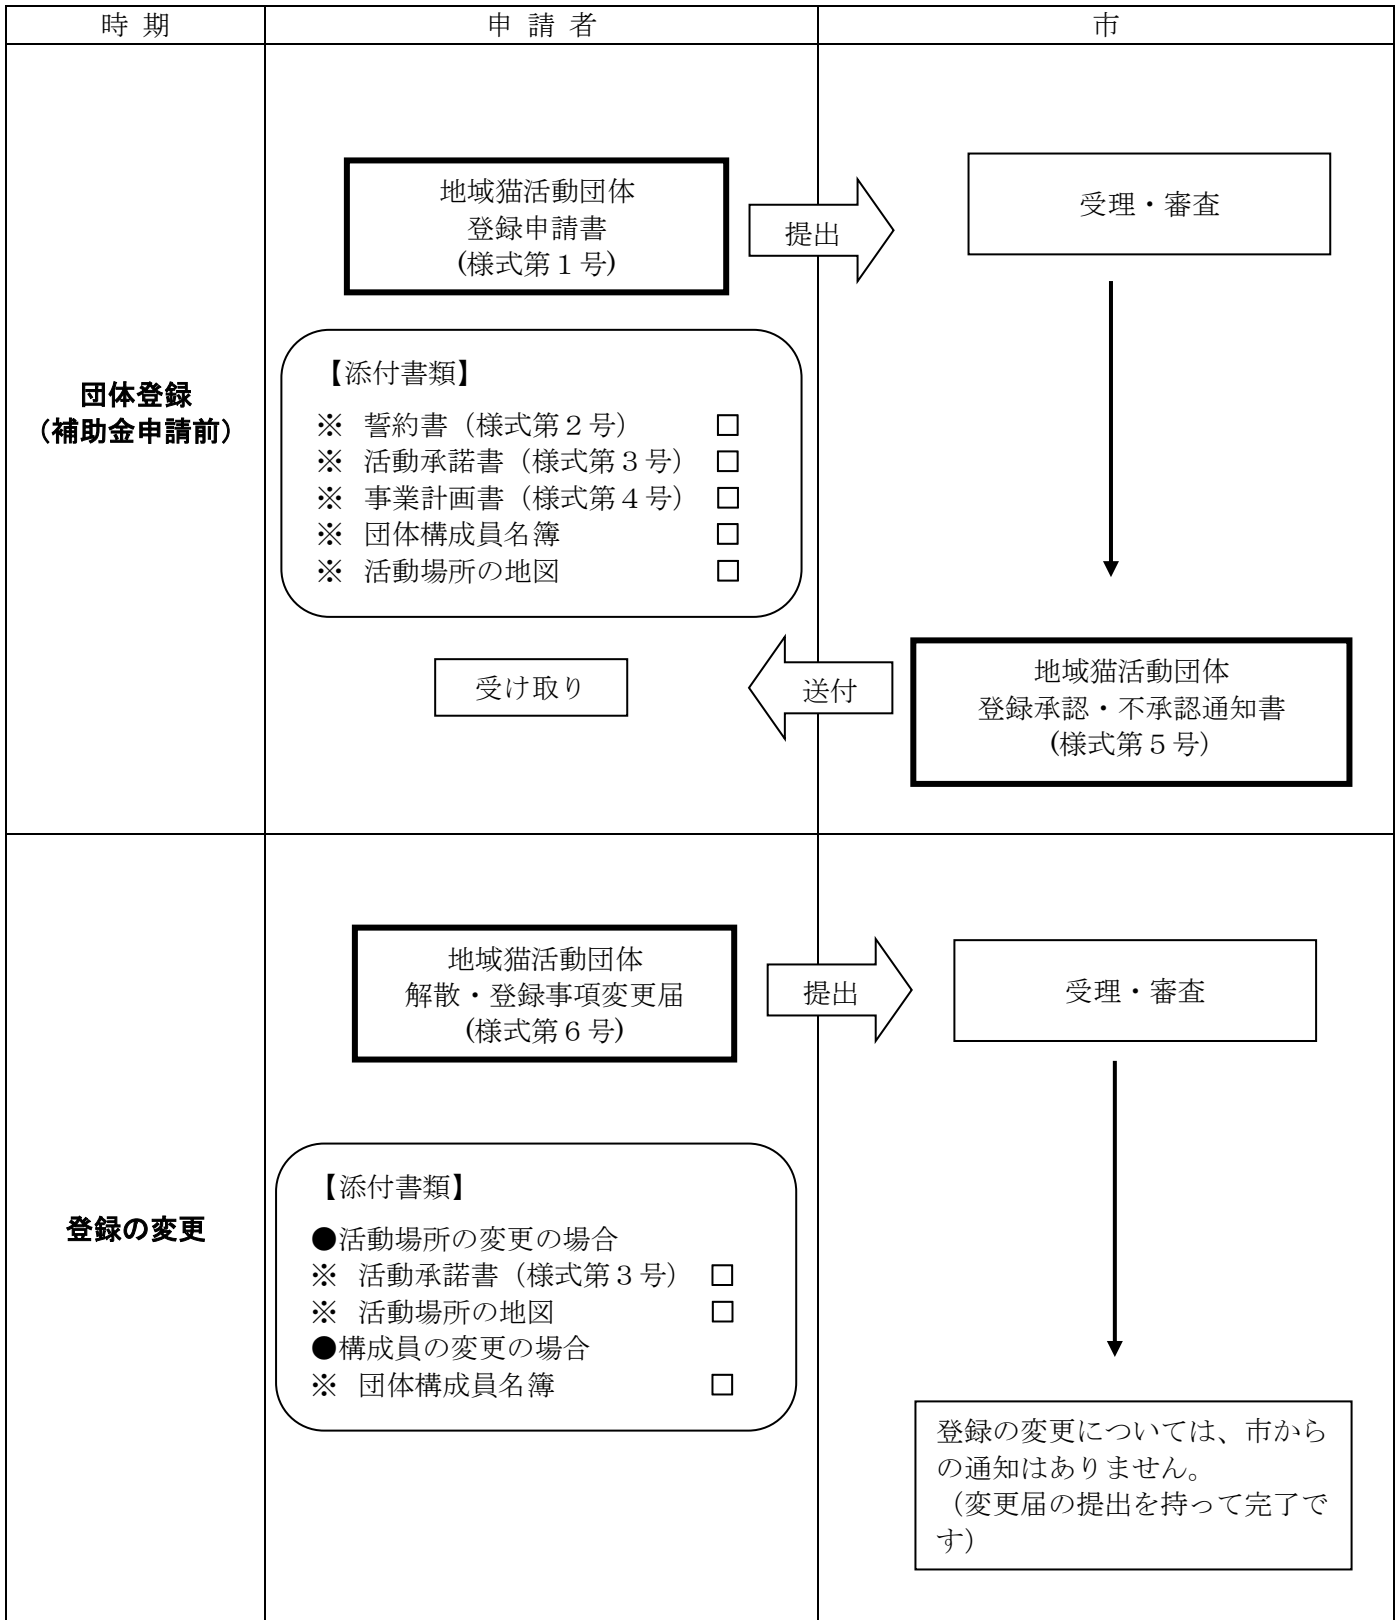 時 期
申 請 者
市
団体登録
（補助金申請前）
地域猫活動団体
登録申請書
(様式第１号)
提出
受理・審査
【添付書類】
※ 誓約書（様式第２号） □
※ 活動承諾書（様式第３号） □
※ 事業計画書（様式第４号） □
※ 団体構成員名簿 □
※ 活動場所の地図 □
受け取り
送付
地域猫活動団体
登録承認・不承認通知書
(様式第５号）
登録の変更
地域猫活動団体
解散・登録事項変更届
(様式第６号)
提出
受理・審査
【添付書類】
●活動場所の変更の場合
※ 活動承諾書（様式第３号） □
※ 活動場所の地図 □
●構成員の変更の場合
※ 団体構成員名簿 □
登録の変更については、市から
の通知はありません。
（変更届の提出を持って完了で
す）